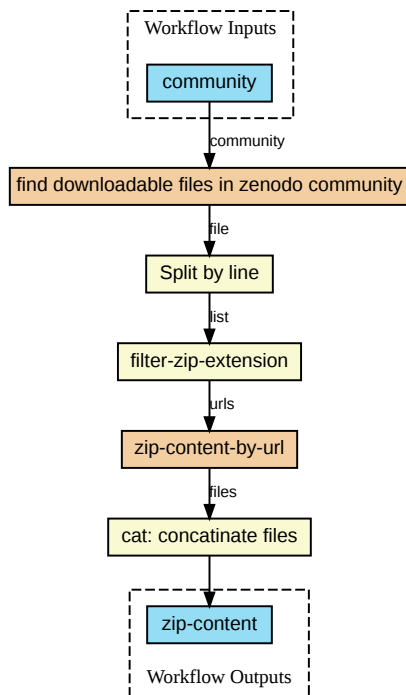 Workflow Inputs
community
community
find downloadable files in zenodo community
file
Split by line
list
filter-zip-extension
urls
zip-content-by-url
files
cat: concatinate files
zip-content
Workflow Outputs